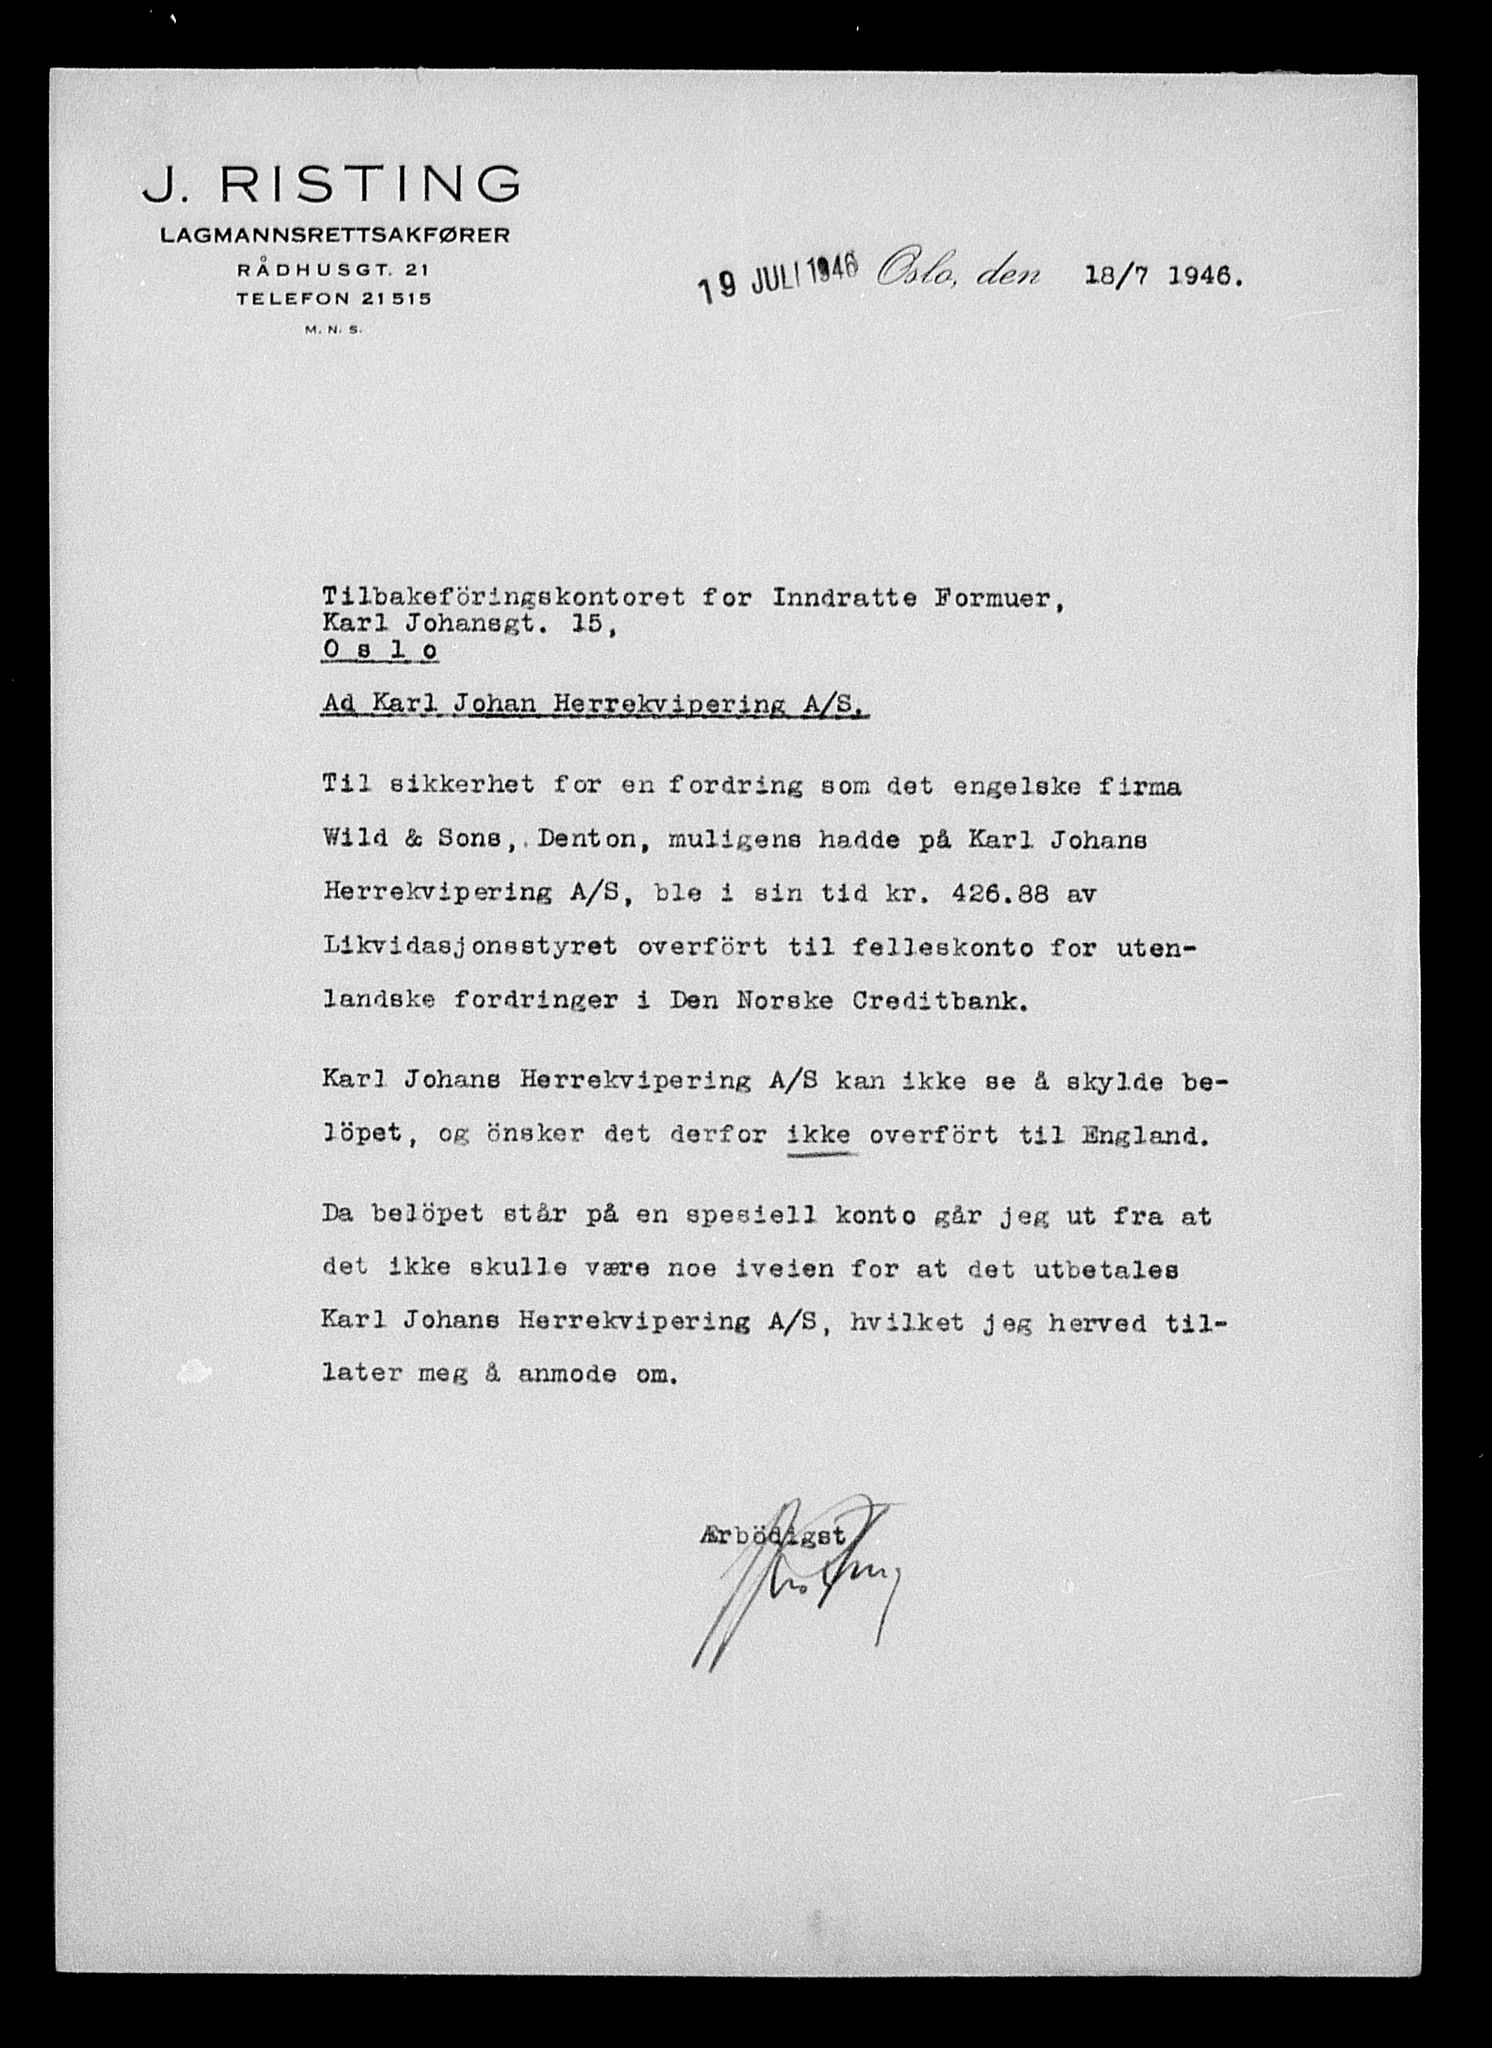 J. RISTING
LAGMANNSRETTSAKFØRER
RÅDHUSGT. 21
TELEFON 21515
M. N. S.
19 JULI 1946 Oslo, den 18/7 1946.
Tilbakeföringskontoret for Inndratte Formuer,
Karl Johansgt. 15,
O s l o
Ad Karl Johan Herrekvipering A/S.
Til sikkerhet for en fordring som det engelske firma
Wild & Sons, Denton, muligens hadde på Karl Johans
Herrekvipering A/S, ble i sin tid kr. 426.88 av
Likvidasjonsstyret overfört til felleskonto for uten-
landske fordringer i Den Norske Creditbank.
Karl Johans Herrekvipering A/S kan ikke se å skylde be-
löpet, og önsker det derfor ikke overfört til England.
Da belöpet står på en spesiell konto går jeg ut fra at
det ikke skulle være noe iveien for at det utbetales
Karl Johans Herrekvipering A/S, hvilket jeg herved til-
later meg å anmode om.
Ærbödigst